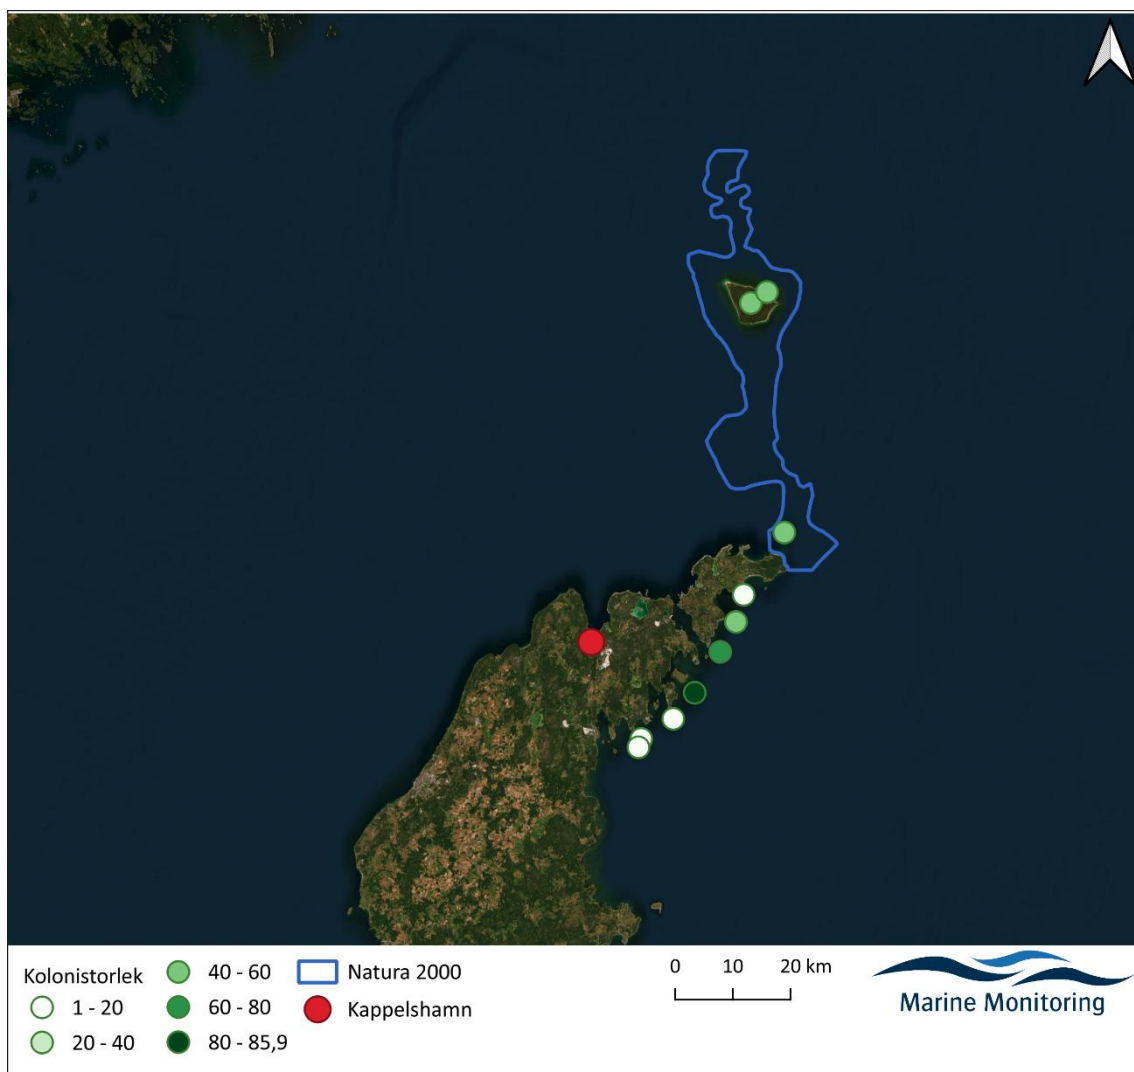 Kolonistorlek
1 - 20
20 - 40
40 - 60
60 - 80
80 - 85,9
Natura 2000
Kappelshamn
0 10 20 km
Marine Monitoring